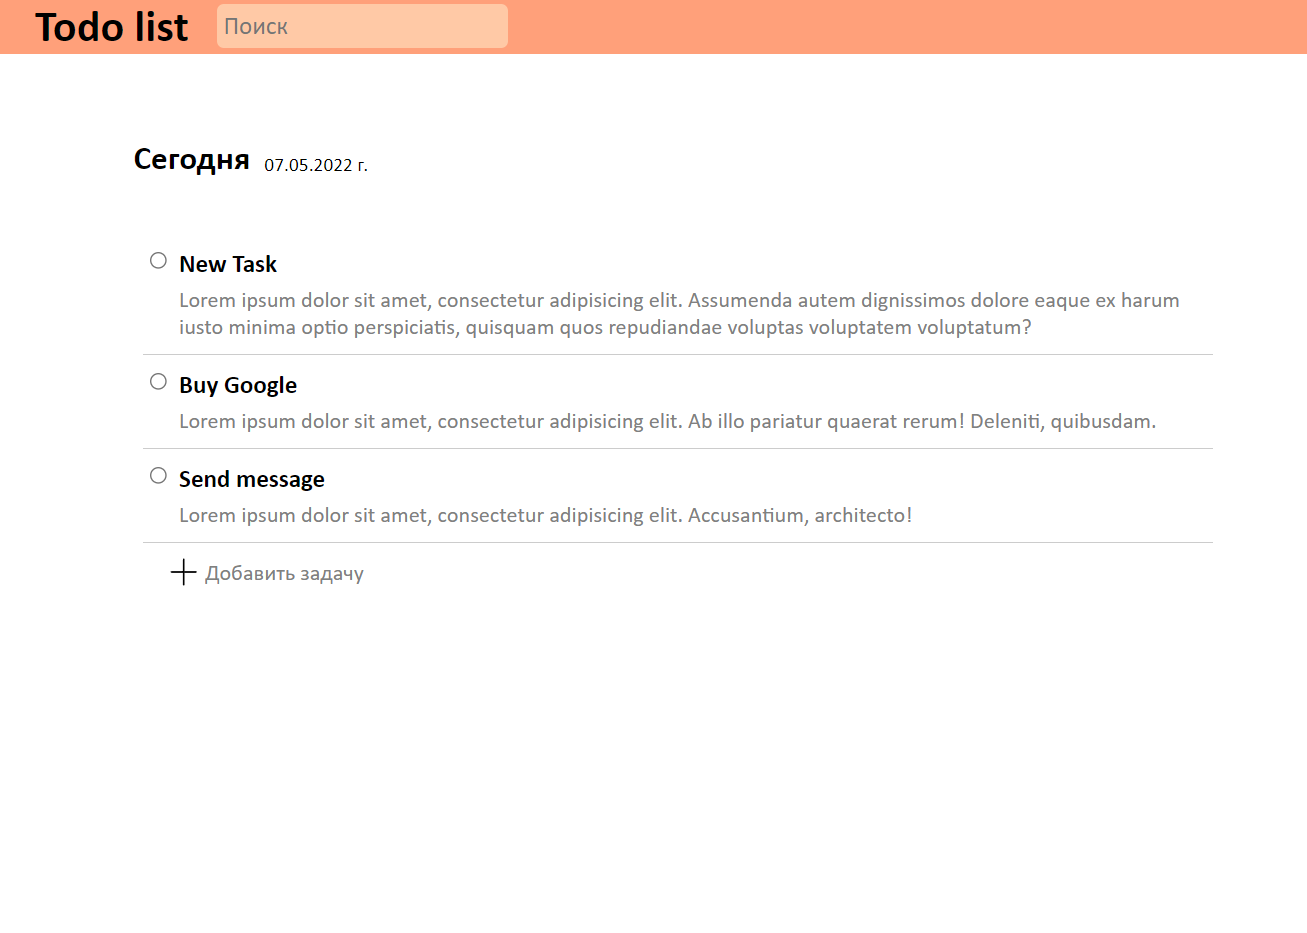 Todo list Поиск
Сегодня 07.05.2022 г.
New Task
Lorem ipsum dolor sit amet, consectetur adipisicing elit. Assumenda autem dignissimos dolore eaque ex harum
iusto minima optio perspiciatis, quisquam quos repudiandae voluptas voluptatem voluptatum?
Buy Google
Lorem ipsum dolor sit amet, consectetur adipisicing elit. Ab illo pariatur quaerat rerum! Deleniti, quibusdam.
Send message
Lorem ipsum dolor sit amet, consectetur adipisicing elit. Accusantium, architecto!
Добавить задачу